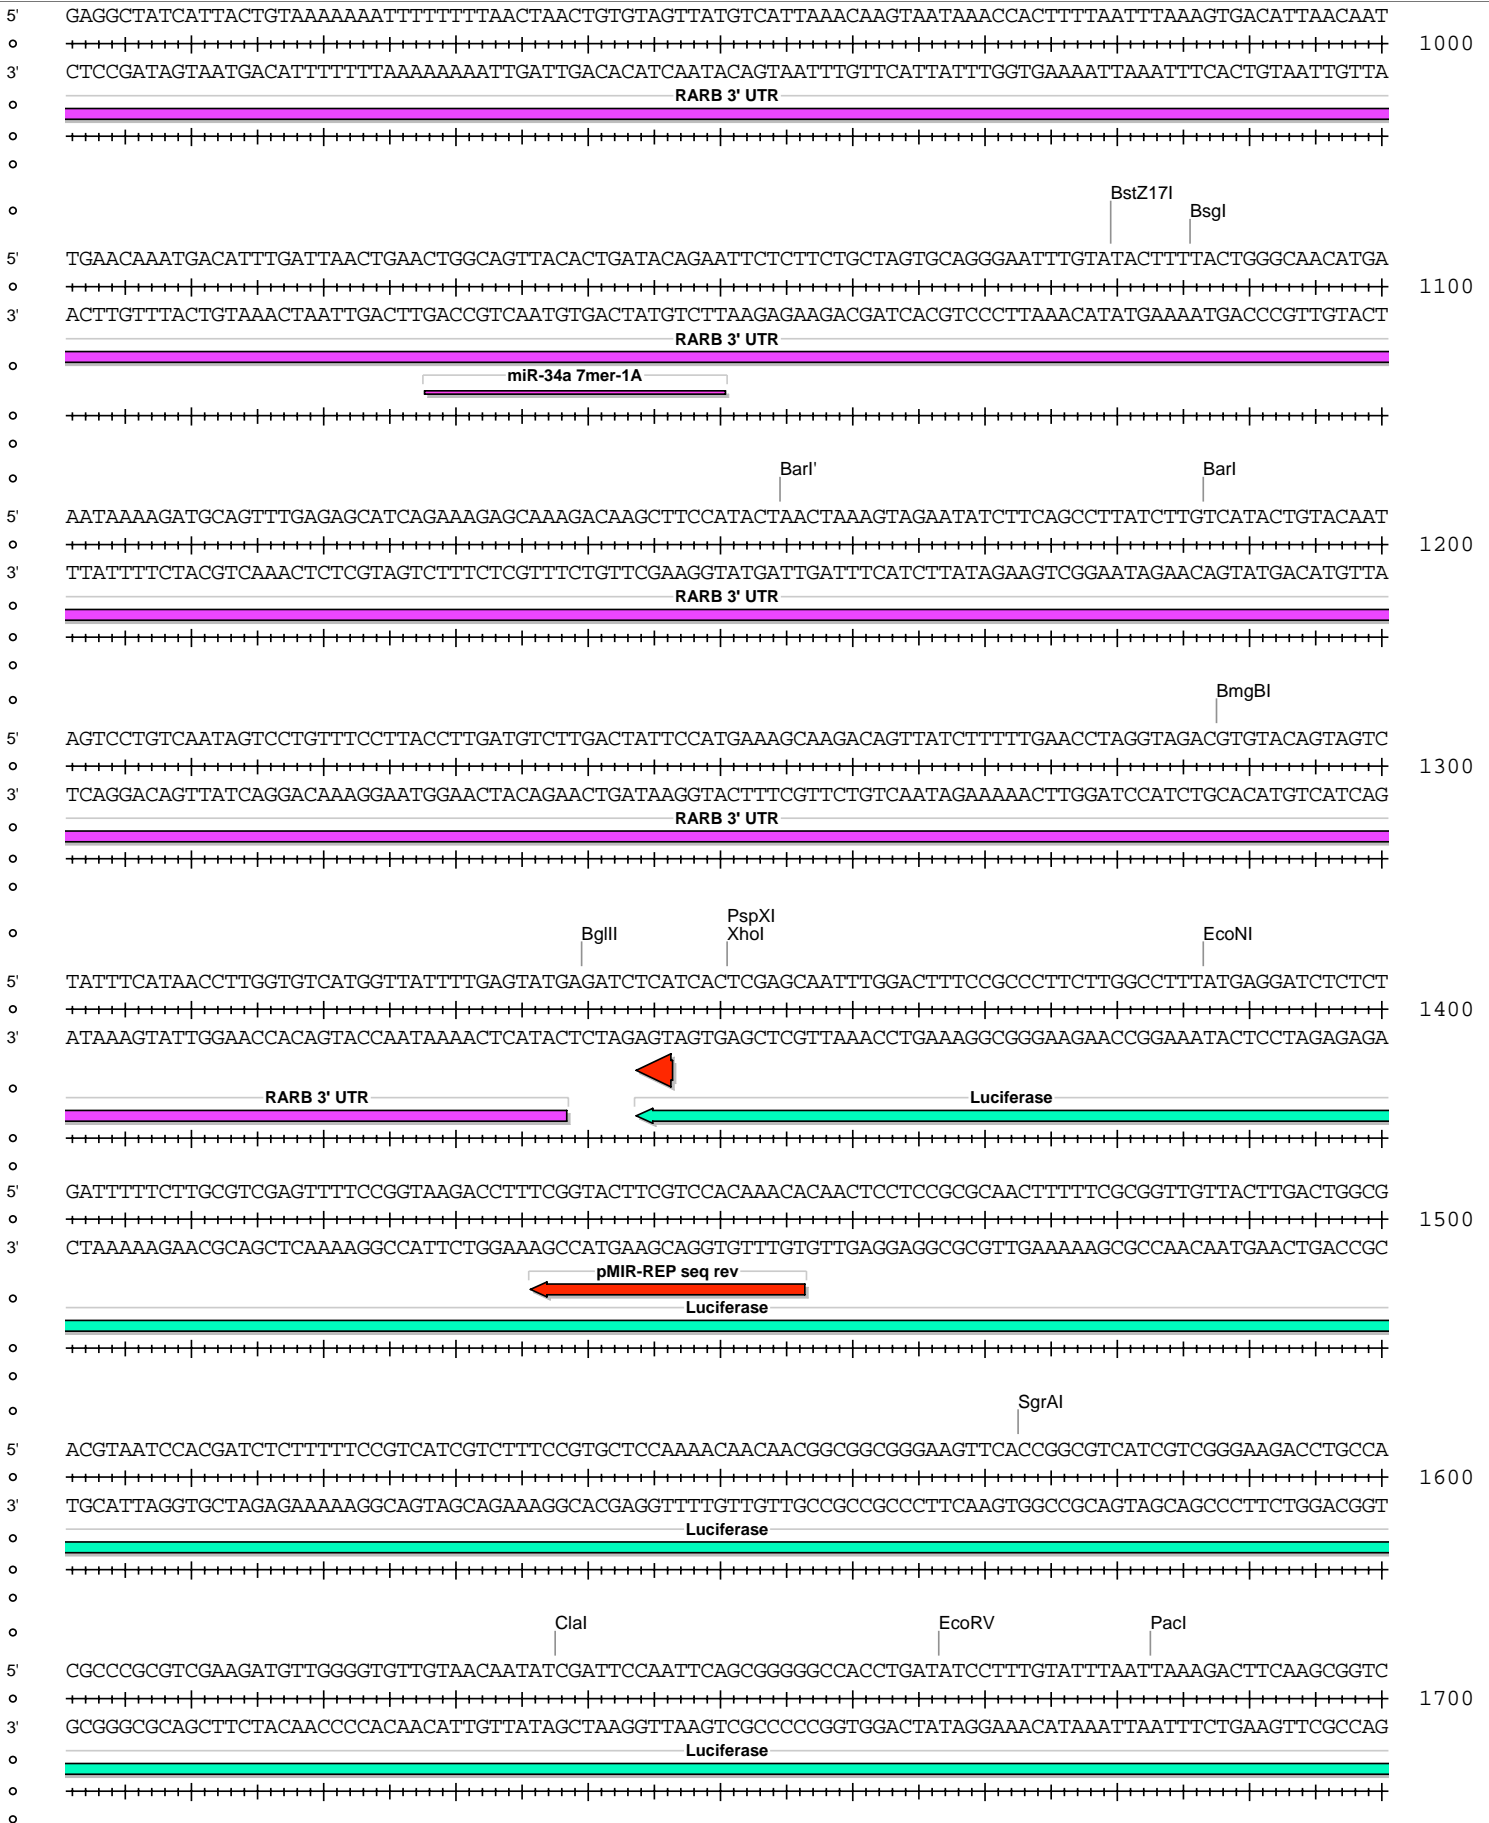 5' GAGGCTATCATTACTGTAAAAAAATTTTTTTTAACTAACTGTGTAGTTATGTCATTAAACAAGTAATAAACCACTTTTAATTTAAAGTGACATTAACAAT
1000
3' CTCCGATAGTAATGACATTTTTTTAAAAAAAATTGATTGACACATCAATACAGTAATTTGTTCATTATTTGGTGAAAATTAAATTTCACTGTAATTGTTA
RARB 3' UTR
BstZ17I
BsgI
5' TGAACAAATGACATTTGATTAACTGAACTGGCAGTTACACTGATACAGAATTCTCTTCTGCTAGTGCAGGGAATTTGTATACTTTTACTGGGCAACATGA
1100
3' ACTTGTTTACTGTAAACTAATTGACTTGACCGTCAATGTGACTATGTCTTAAGAGAAGACGATCACGTCCCTTAAACATATGAAAATGACCCGTTGTACT
RARB 3' UTR
miR-34a 7mer-1A
BarI' BarI
5' AATAAAAGATGCAGTTTGAGAGCATCAGAAAGAGCAAAGACAAGCTTCCATACTAACTAAAGTAGAATATCTTCAGCCTTATCTTGTCATACTGTACAAT
1200
3' TTATTTTCTACGTCAAACTCTCGTAGTCTTTCTCGTTTCTGTTCGAAGGTATGATTGATTTCATCTTATAGAAGTCGGAATAGAACAGTATGACATGTTA
RARB 3' UTR
BmgBI
5' AGTCCTGTCAATAGTCCTGTTTCCTTACCTTGATGTCTTGACTATTCCATGAAAGCAAGACAGTTATCTTTTTGAACCTAGGTAGACGTGTACAGTAGTC
1300
3' TCAGGACAGTTATCAGGACAAAGGAATGGAACTACAGAACTGATAAGGTACTTTCGTTCTGTCAATAGAAAAACTTGGATCCATCTGCACATGTCATCAG
RARB 3' UTR
PspXI
BglII XhoI EcoNI
5' TATTTCATAACCTTGGTGTCATGGTTATTTTGAGTATGAGATCTCATCACTCGAGCAATTTGGACTTTCCGCCCTTCTTGGCCTTTATGAGGATCTCTCT
1400
3' ATAAAGTATTGGAACCACAGTACCAATAAAACTCATACTCTAGAGTAGTGAGCTCGTTAAACCTGAAAGGCGGGAAGAACCGGAAATACTCCTAGAGAGA
RARB 3' UTR Luciferase
5' GATTTTTCTTGCGTCGAGTTTTCCGGTAAGACCTTTCGGTACTTCGTCCACAAACACAACTCCTCCGCGCAACTTTTTCGCGGTTGTTACTTGACTGGCG
1500
3' CTAAAAAGAACGCAGCTCAAAAGGCCATTCTGGAAAGCCATGAAGCAGGTGTTTGTGTTGAGGAGGCGCGTTGAAAAAGCGCCAACAATGAACTGACCGC
pMIR-REP seq rev
Luciferase
SgrAI
5' ACGTAATCCACGATCTCTTTTTCCGTCATCGTCTTTCCGTGCTCCAAAACAACAACGGCGGCGGGAAGTTCACCGGCGTCATCGTCGGGAAGACCTGCCA
1600
3' TGCATTAGGTGCTAGAGAAAAAGGCAGTAGCAGAAAGGCACGAGGTTTTGTTGTTGCCGCCGCCCTTCAAGTGGCCGCAGTAGCAGCCCTTCTGGACGGT
Luciferase
ClaI EcoRV PacI
5' CGCCCGCGTCGAAGATGTTGGGGTGTTGTAACAATATCGATTCCAATTCAGCGGGGGCCACCTGATATCCTTTGTATTTAATTAAAGACTTCAAGCGGTC
1700
3' GCGGGCGCAGCTTCTACAACCCCACAACATTGTTATAGCTAAGGTTAAGTCGCCCCCGGTGGACTATAGGAAACATAAATTAATTTCTGAAGTTCGCCAG
Luciferase